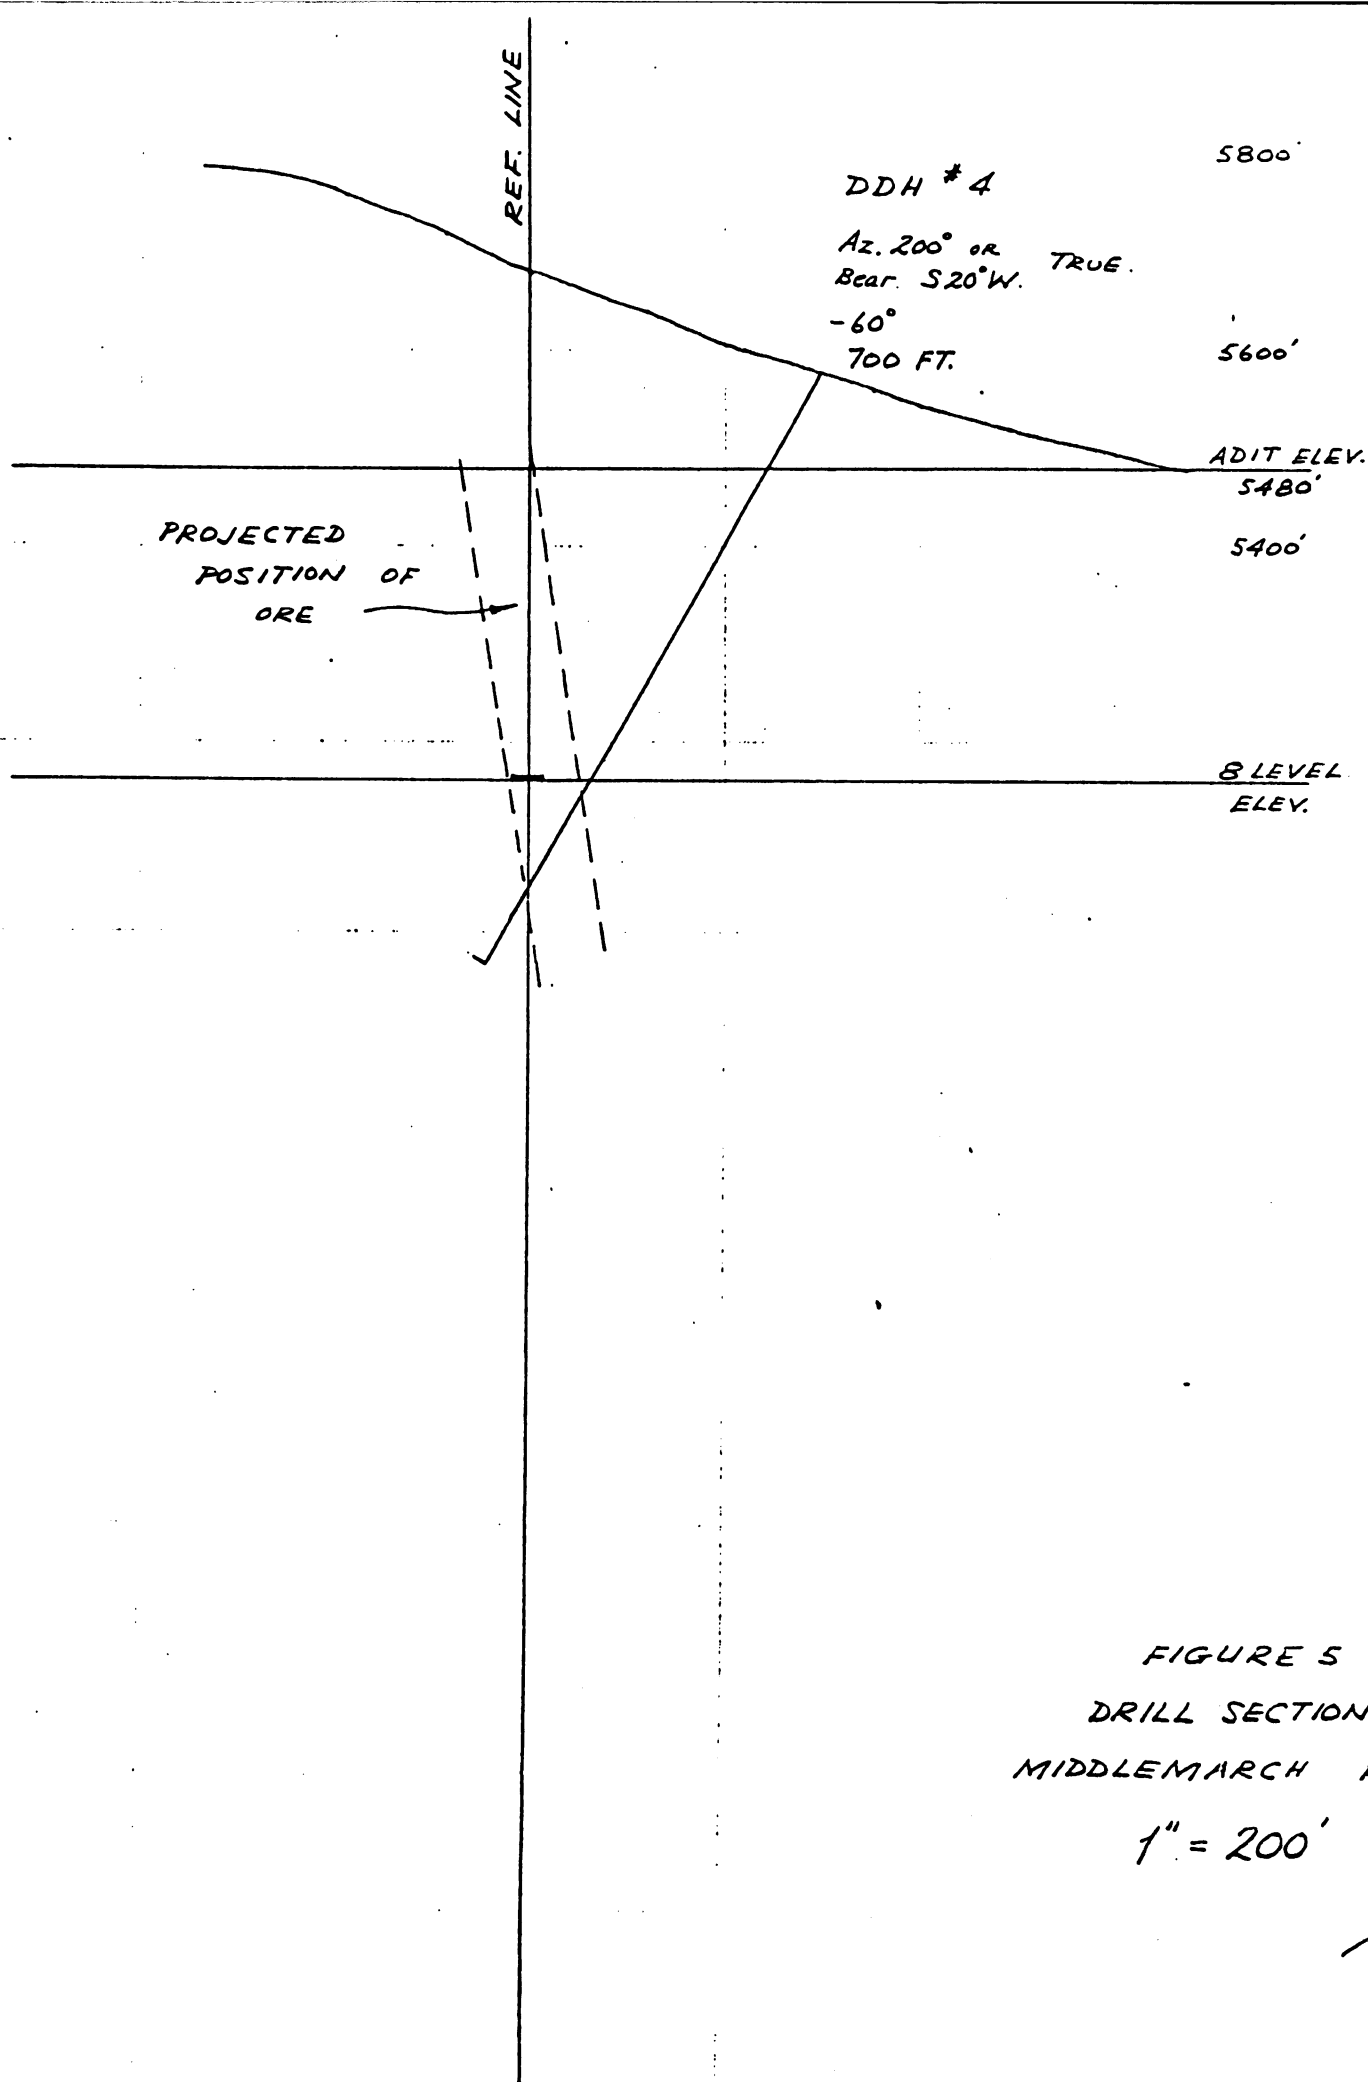 REF. LINE
5800'
DDH #4
Az. 200° OR TRUE.
Bear. S20°W.
-60°
700 FT.
5600'
ADIT ELEV.
5480'
5400'
PROJECTED
POSITION OF
ORE
8 LEVEL
ELEV.
FIGURE 5
DRILL SECTION
MIDDLEMARCH
1" = 200'